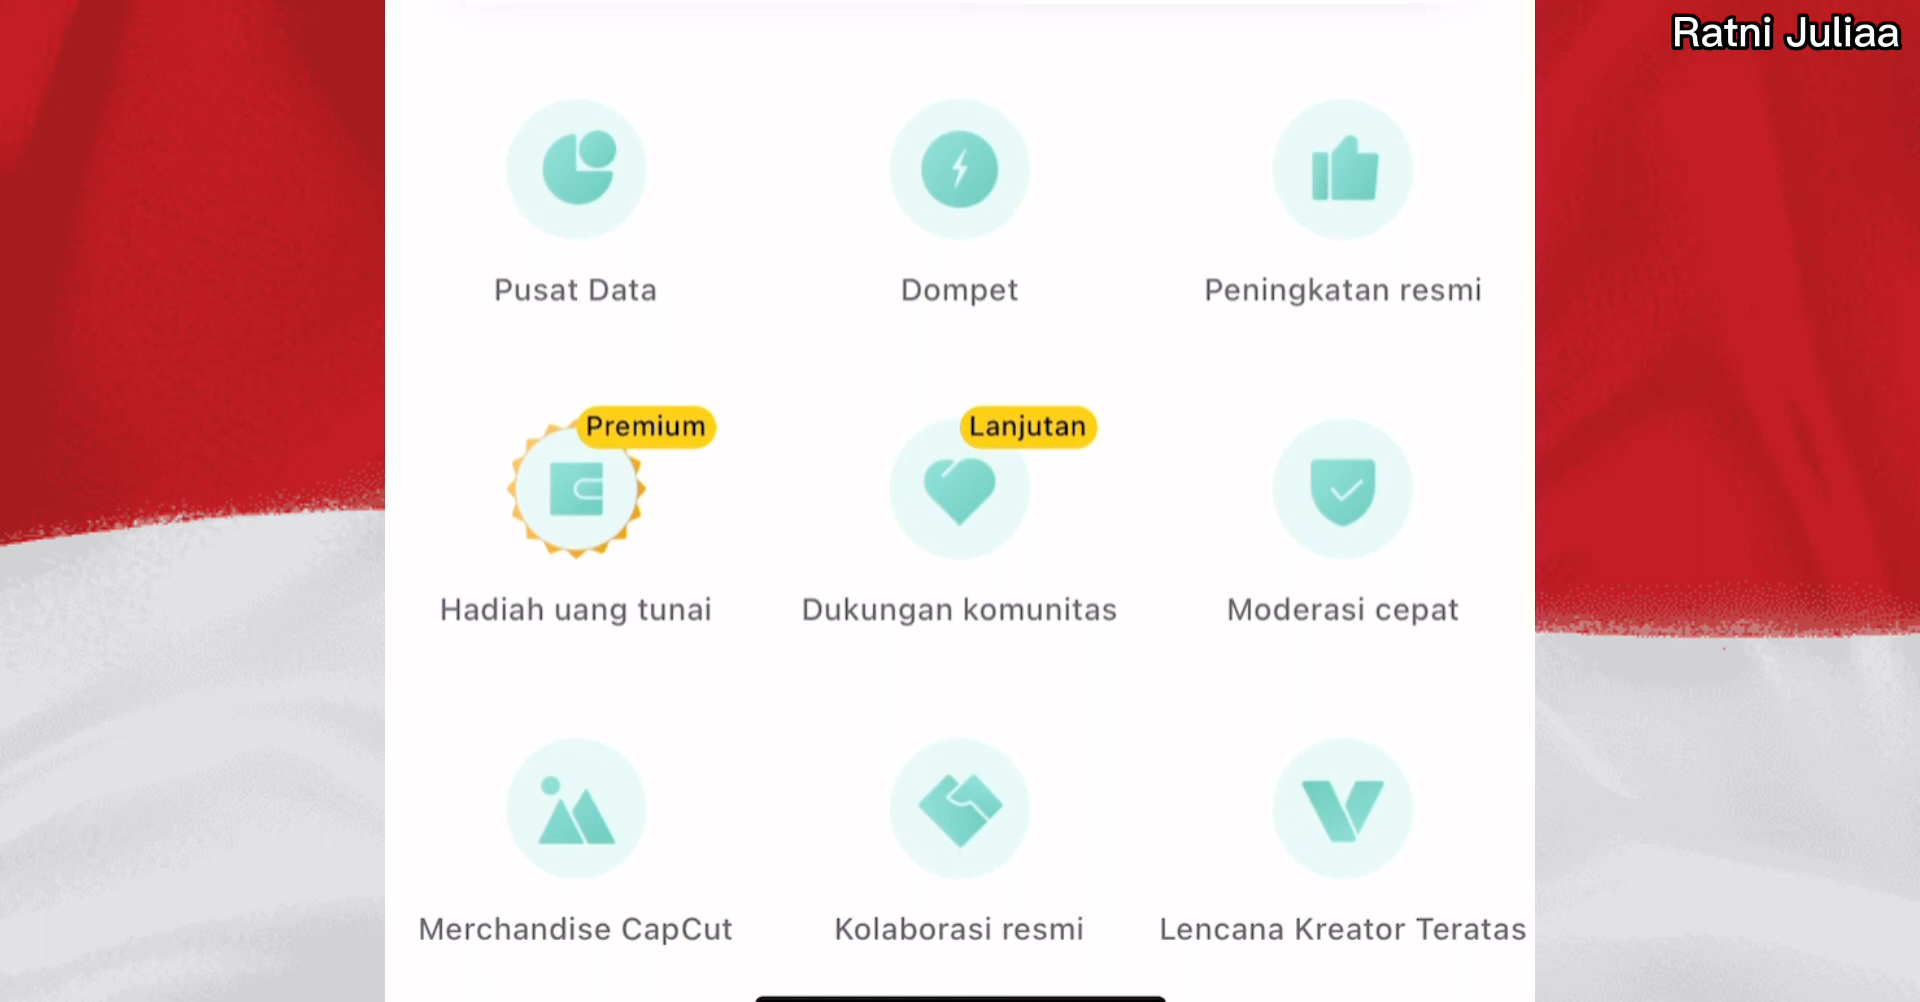 Ratni Juliaa
Pusat Data
Dompet
Peningkatan resmi
Premium
Lanjutan
Hadiah uang tunai
Dukungan komunitas
Moderasi cepat
Merchandise CapCut
Kolaborasi resmi
Lencana Kreator Teratas